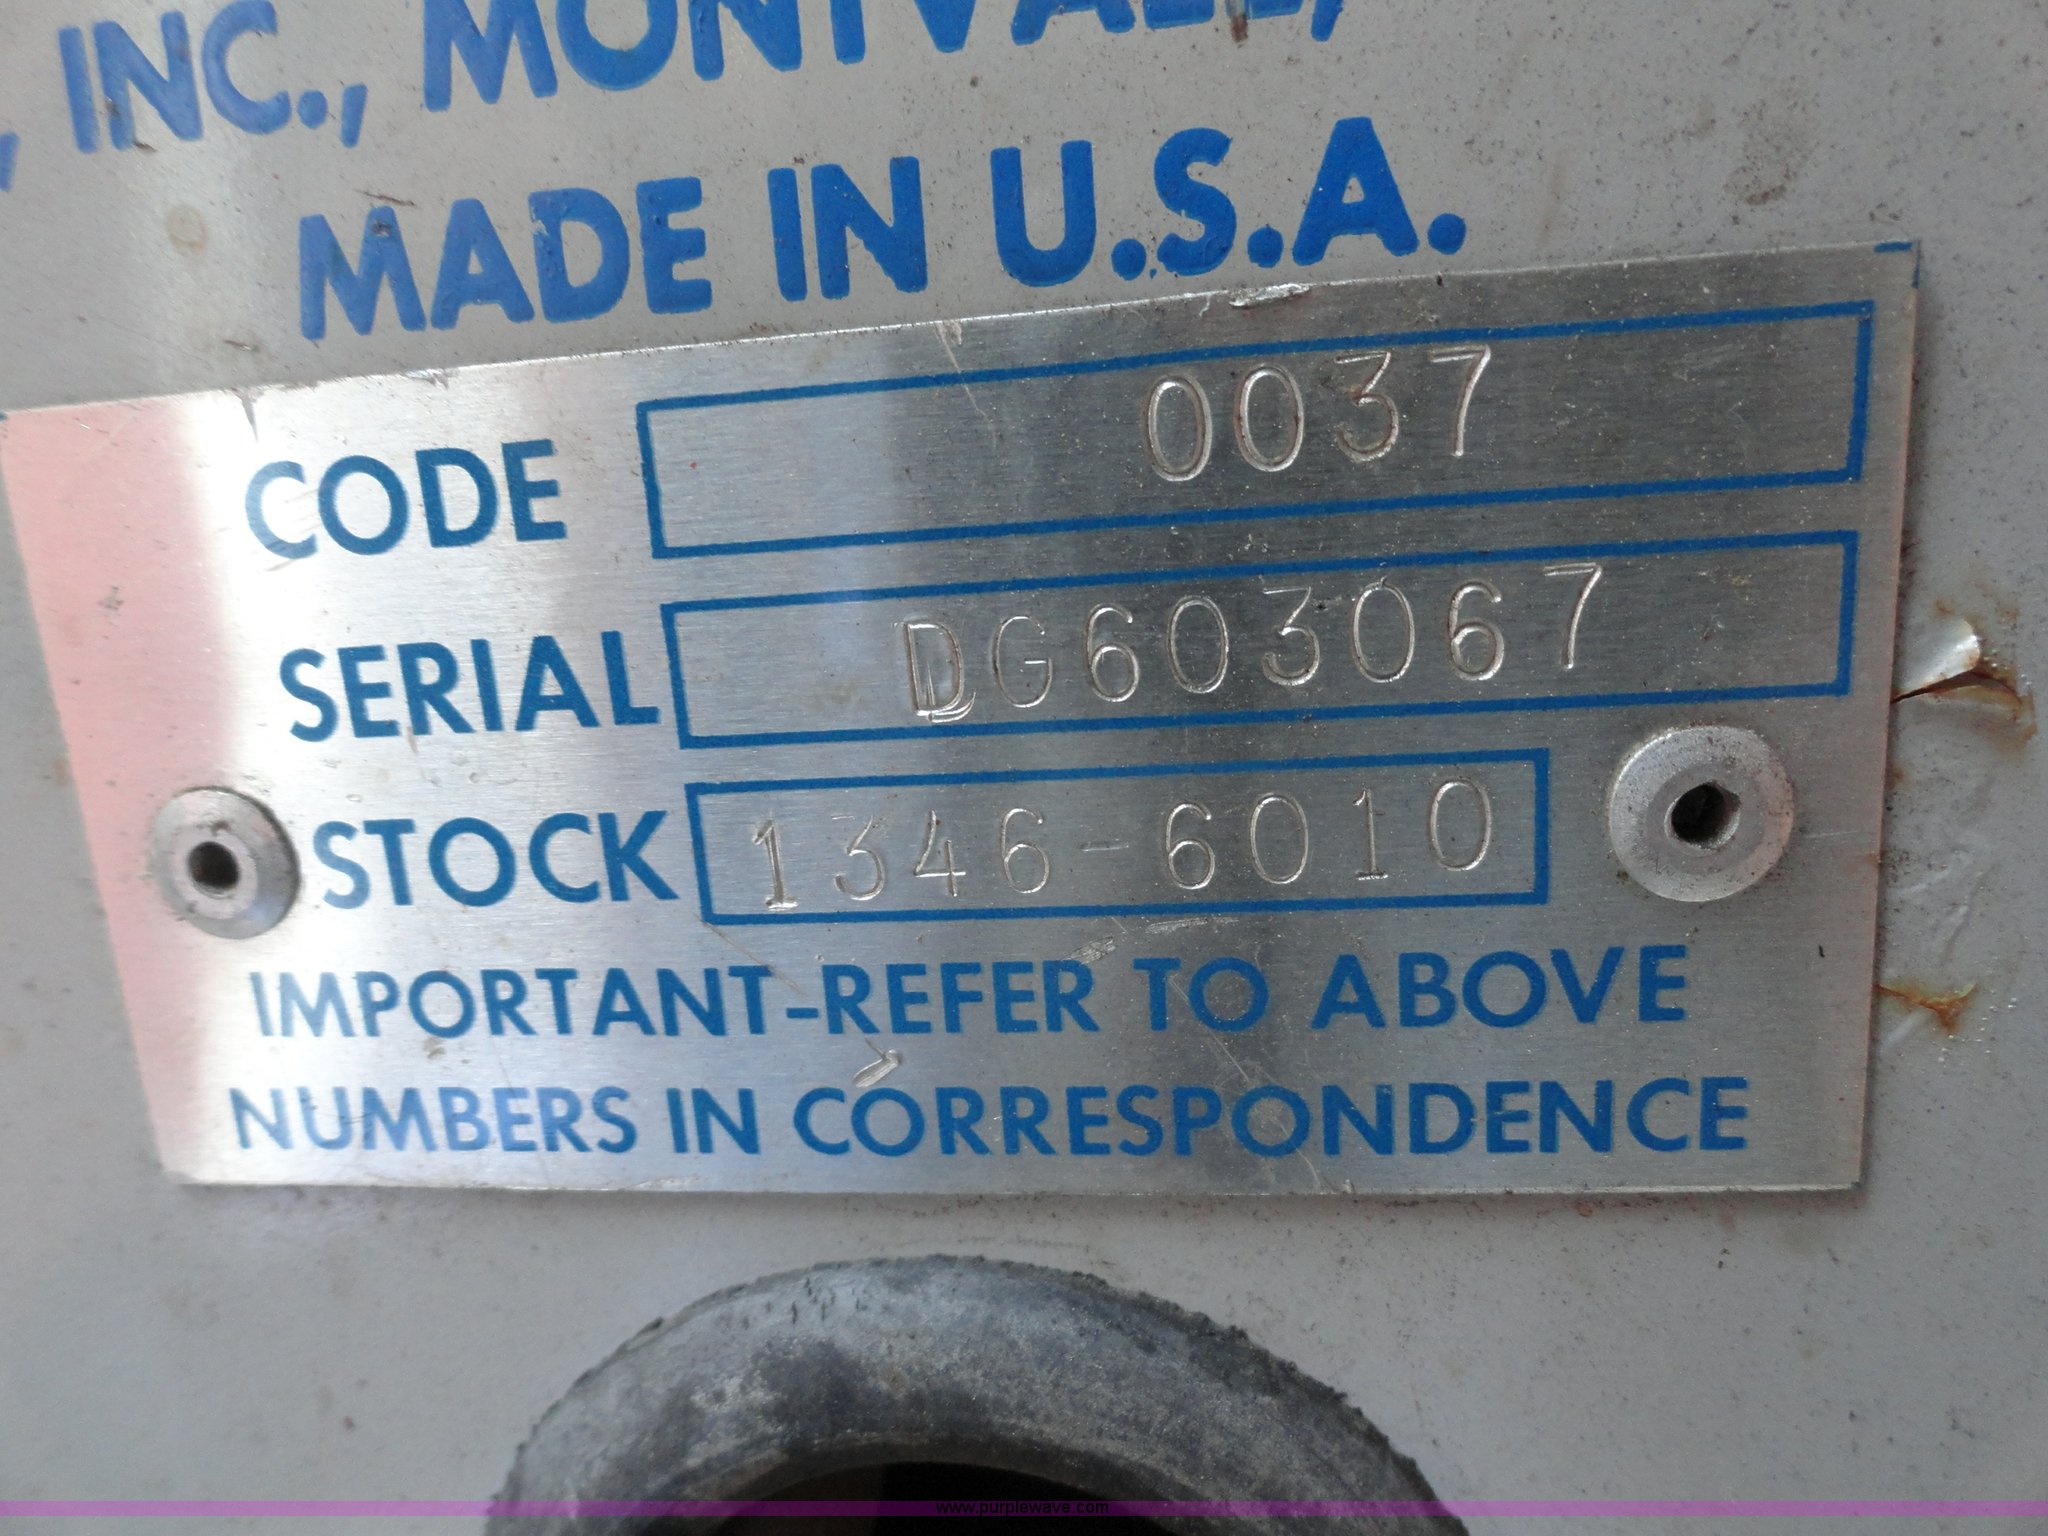 , INC., MONTVALE,
MADE IN U.S.A.
CODE 0037
SERIAL DG603067
STOCK 1346-6010
IMPORTANT-REFER TO ABOVE
NUMBERS IN CORRESPONDENCE
www.purplewave.com